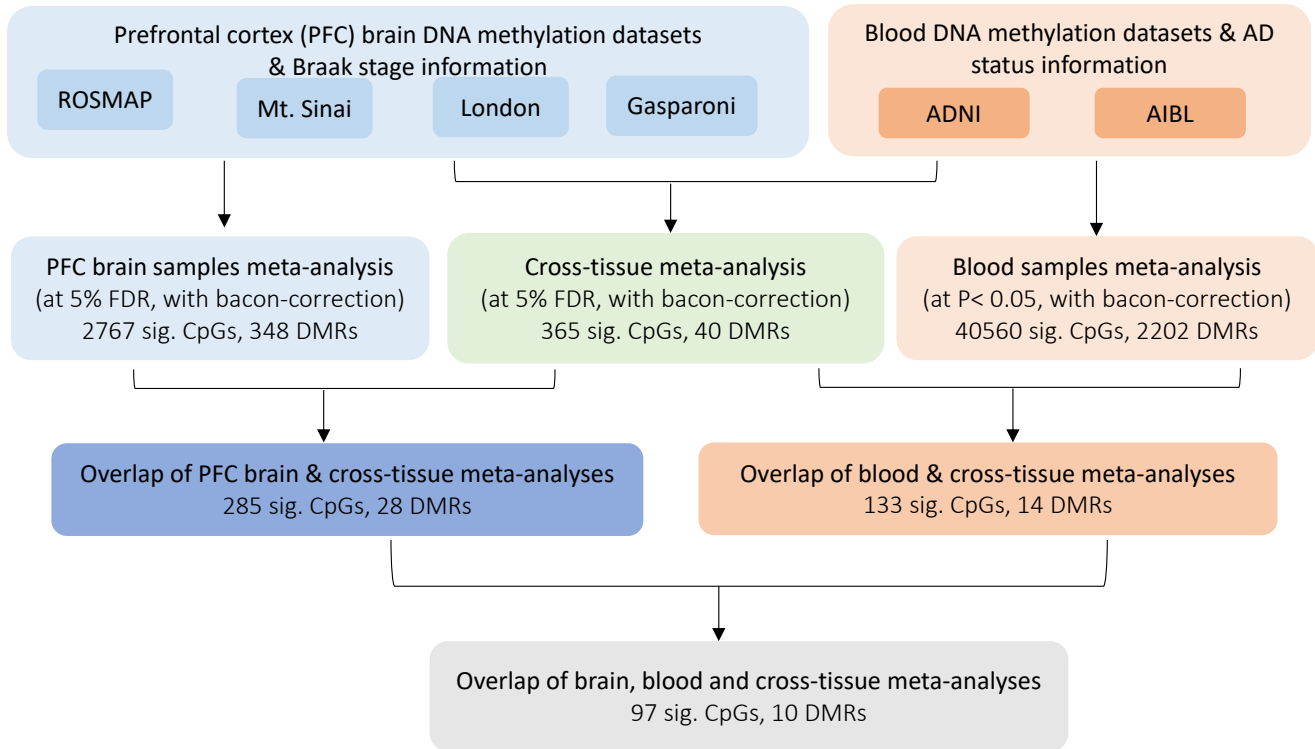 Prefrontal cortex (PFC) brain DNA methylation datasets
& Braak stage information
ROSMAP
Mt. Sinai
London
Gasparoni
Blood DNA methylation datasets & AD
status information
ADNI
AIBL
PFC brain samples meta-analysis
(at 5% FDR, with bacon-correction)
2767 sig. CpGs, 348 DMRs
Cross-tissue meta-analysis
(at 5% FDR, with bacon-correction)
365 sig. CpGs, 40 DMRs
Blood samples meta-analysis
(at P< 0.05, with bacon-correction)
40560 sig. CpGs, 2202 DMRs
Overlap of PFC brain & cross-tissue meta-analyses
285 sig. CpGs, 28 DMRs
Overlap of blood & cross-tissue meta-analyses
133 sig. CpGs, 14 DMRs
Overlap of brain, blood and cross-tissue meta-analyses
97 sig. CpGs, 10 DMRs